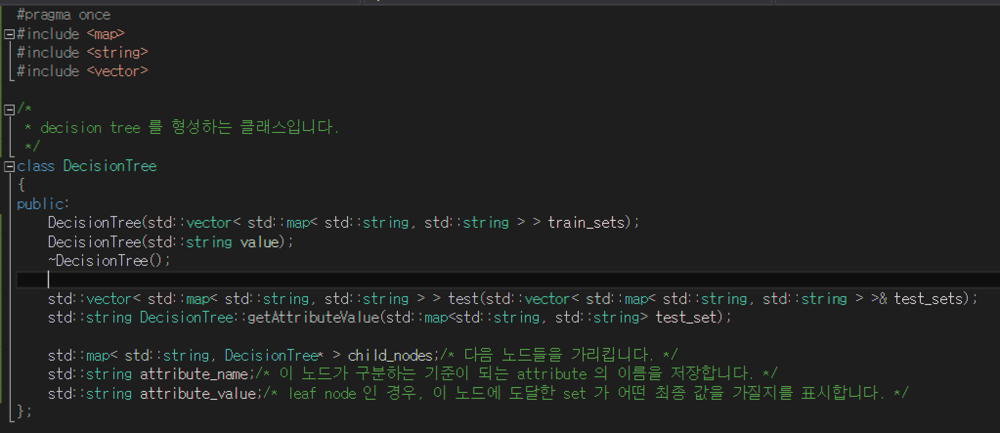 #pragma once
#include <map>
#include <string>
#include <vector>
/*
* decision tree 를 형성하는 클래스입니다.
*/
class DecisionTree
{
public:
DecisionTree(std::vector< std::map< std::string, std::string > > train_sets);
DecisionTree(std::string value);
~DecisionTree();
std::vector< std::map< std::string, std::string > > test(std::vector< std::map< std::string, std::string > >& test_sets);
std::string DecisionTree::getAttributeValue(std::map<std::string, std::string> test_set);
std::map< std::string, DecisionTree* > child_nodes;/* 다음 노드들을 가리킵니다. */
std::string attribute_name;/* 이 노드가 구분하는 기준이 되는 attribute 의 이름을 저장합니다. */
std::string attribute_value;/* leaf node 인 경우, 이 노드에 도달한 set 가 어떤 최종 값을 가질지를 표시합니다. */
};